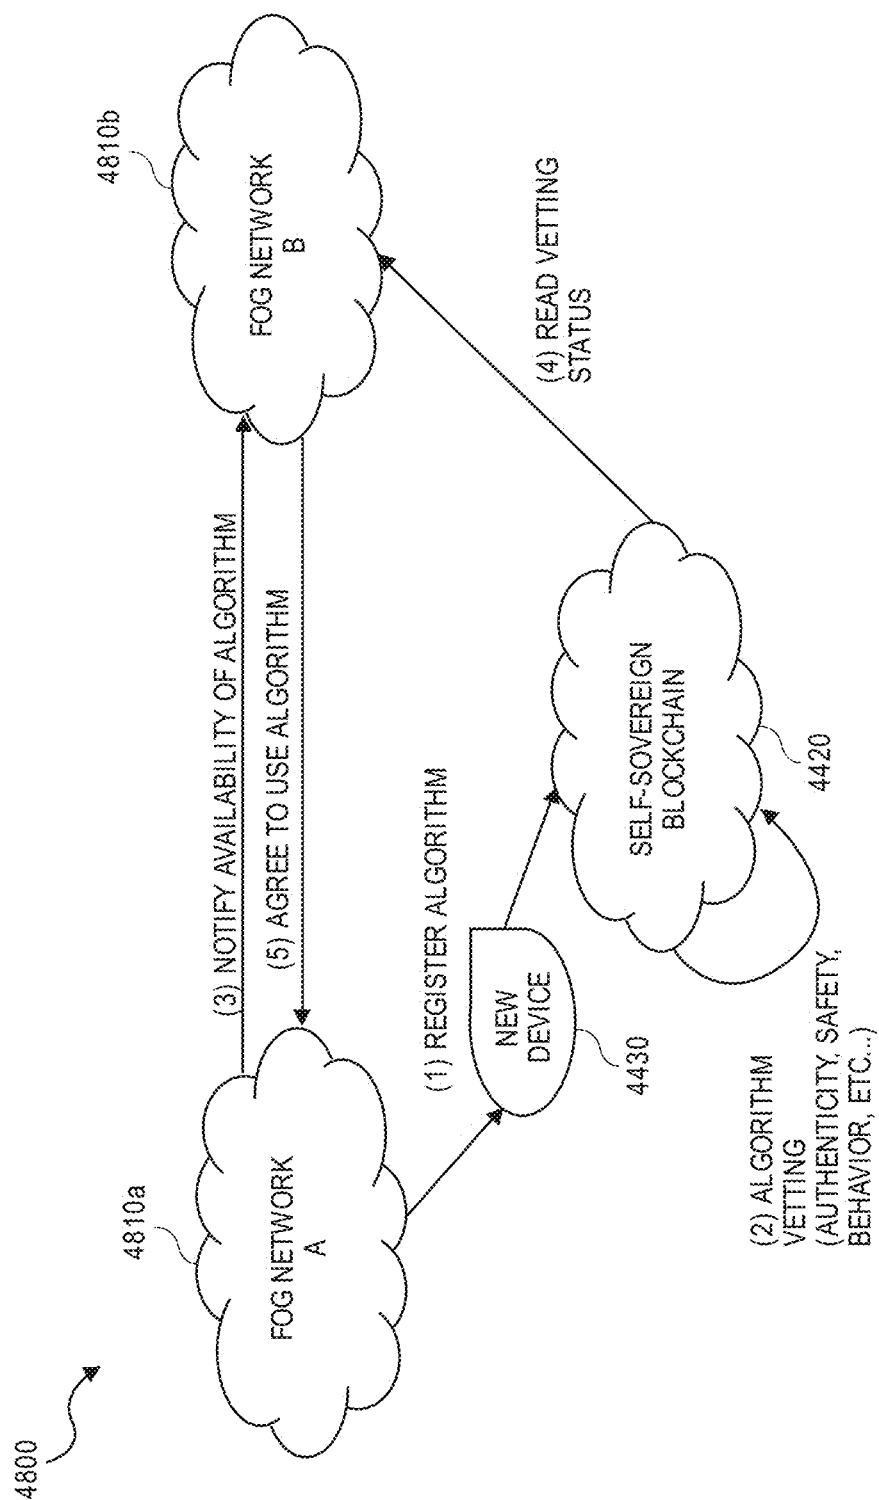 4800
4810a
FOG NETWORK
A
4810b
FOG NETWORK
B
(3) NOTIFY AVAILABILITY OF ALGORITHM
(5) AGREE TO USE ALGORITHM
(1) REGISTER ALGORITHM
NEW
DEVICE
4430
SELF-SOVEREIGN
BLOCKCHAIN
4420
(4) READ VETTING
STATUS
(2) ALGORITHM
VETTING
(AUTHENTICITY, SAFETY,
BEHAVIOR, ETC...)